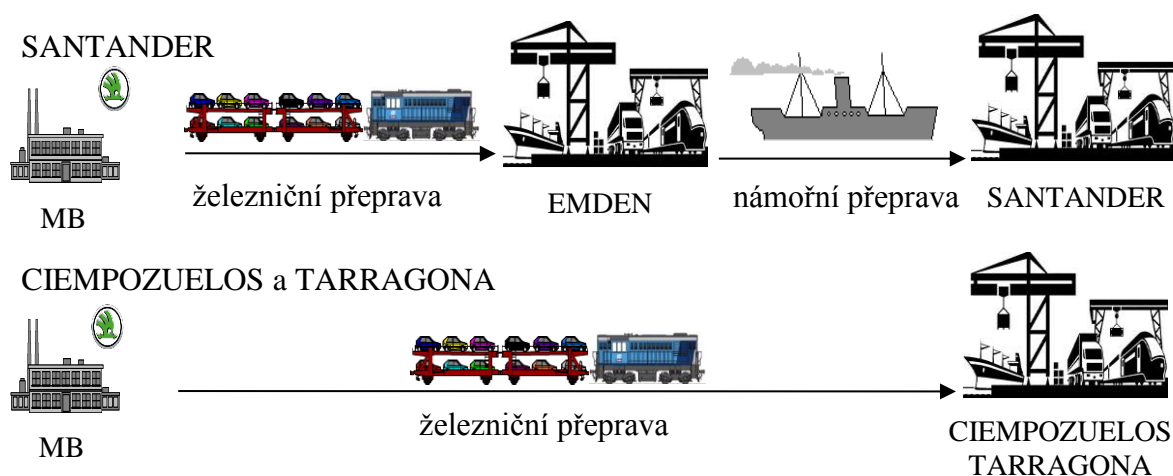 SANTANDER
železniční přeprava
námořní přeprava
MB
EMDEN
SANTANDER
CIEMPOZUELOS a TARRAGONA
železniční přeprava
MB
CIEMPOZUELOS
TARRAGONA